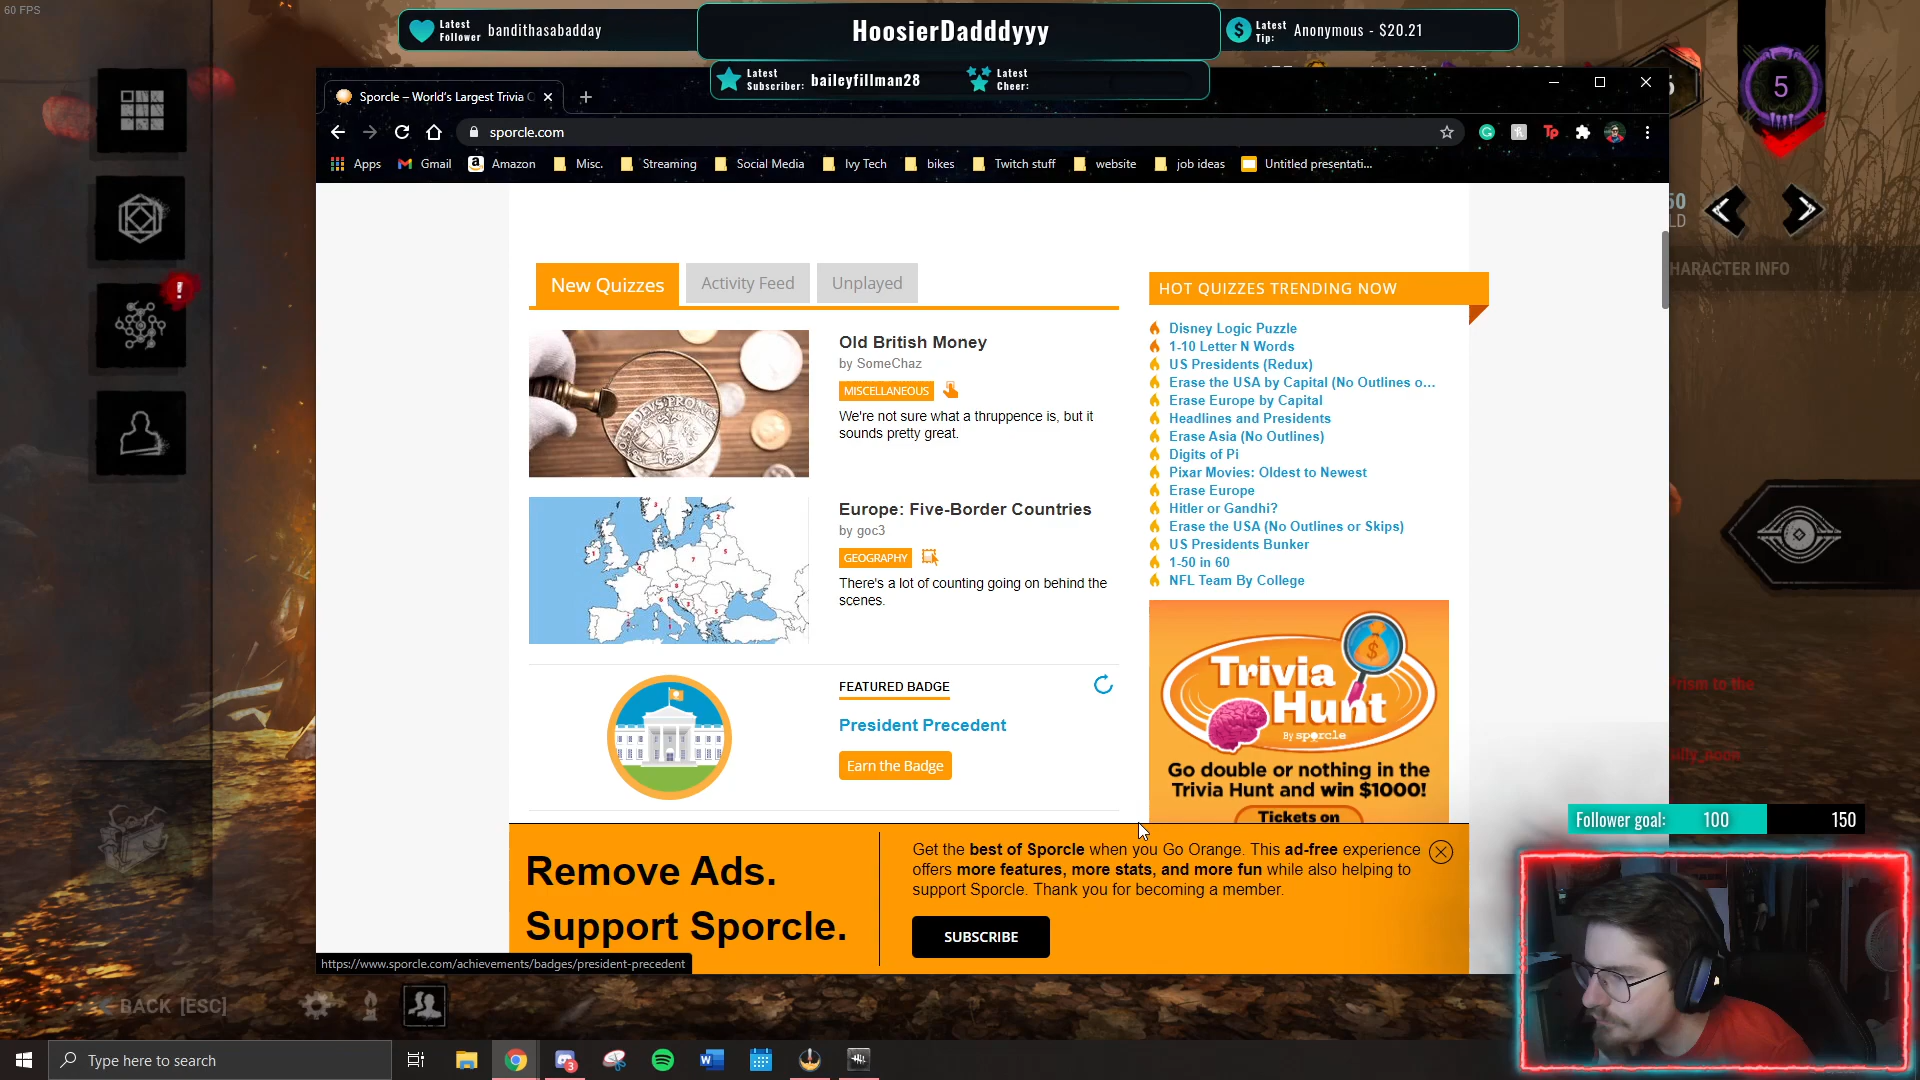 60 FPS
Latest Follower bandithasabadday
HoosierDadddyyy
Latest Tip: Anonymous - $20.21
Latest Subscriber: baileyfillman28
Latest Cheer:
5
Sporcle – World's Largest Trivia
sporcle.com
Apps Gmail Amazon Misc. Streaming Social Media Ivy Tech bikes Twitch stuff website job ideas Untitled presentati...
New Quizzes
Activity Feed
Unplayed
Old British Money
by SomeChaz
MISCELLANEOUS
We're not sure what a thruppence is, but it
sounds pretty great.
Europe: Five-Border Countries
by goc3
GEOGRAPHY
There's a lot of counting going on behind the
scenes.
FEATURED BADGE
President Precedent
Earn the Badge
HOT QUIZZES TRENDING NOW
Disney Logic Puzzle
1-10 Letter N Words
US Presidents (Redux)
Erase the USA by Capital (No Outlines o...
Erase Europe by Capital
Headlines and Presidents
Erase Asia (No Outlines)
Digits of Pi
Pixar Movies: Oldest to Newest
Erase Europe
Hitler or Gandhi?
Erase the USA (No Outlines or Skips)
US Presidents Bunker
1-50 in 60
NFL Team By College
Trivia
Hunt
By sporcle
Go double or nothing in the
Trivia Hunt and win $1000!
Tickets on
HARACTER INFO
Follower goal: 100 150
Remove Ads.
Support Sporcle.
Get the best of Sporcle when you Go Orange. This ad-free experience
offers more features, more stats, and more fun while also helping to
support Sporcle. Thank you for becoming a member.
SUBSCRIBE
https://www.sporcle.com/achievements/badges/president-precedent
BACK [ESC]
Type here to search